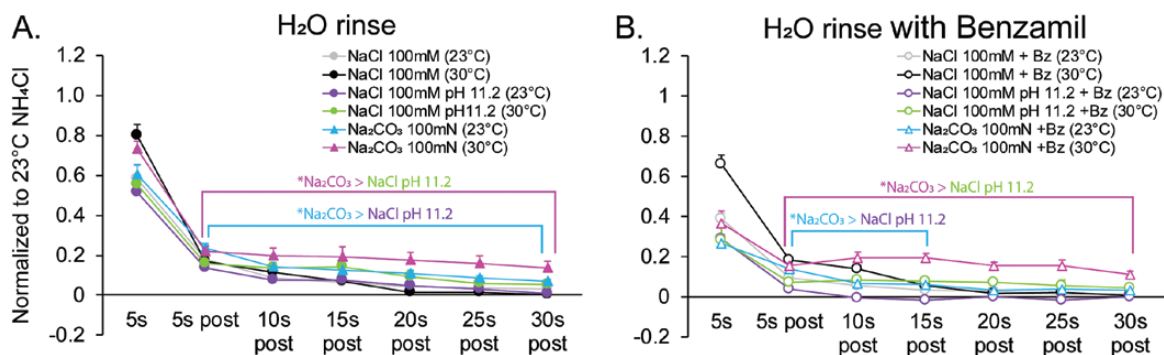 A.
H₂O rinse
Normalized to 23°C NH₄Cl
1.2
1.0
0.8
0.6
0.4
0.2
0
-0.2
NaCl 100mM (23°C)
NaCl 100mM (30°C)
NaCl 100mM pH 11.2 (23°C)
NaCl 100mM pH11.2 (30°C)
Na₂CO₃ 100mN (23°C)
Na₂CO₃ 100mN (30°C)
*Na₂CO₃ > NaCl pH 11.2
*Na₂CO₃ > NaCl pH 11.2
5s
5s post
10s post
15s post
20s post
25s post
30s post
B.
H₂O rinse with Benzamil
1.2
1.0
0.8
0.6
0.4
0.2
0
-0.2
NaCl 100mM + Bz (23°C)
NaCl 100mM + Bz (30°C)
NaCl 100mM pH 11.2 + Bz (23°C)
NaCl 100mM pH 11.2 +Bz (30°C)
Na₂CO₃ 100mN +Bz (23°C)
Na₂CO₃ 100mN +Bz (30°C)
*Na₂CO₃ > NaCl pH 11.2
*Na₂CO₃ > NaCl pH 11.2
5s
5s post
10s post
15s post
20s post
25s post
30s post